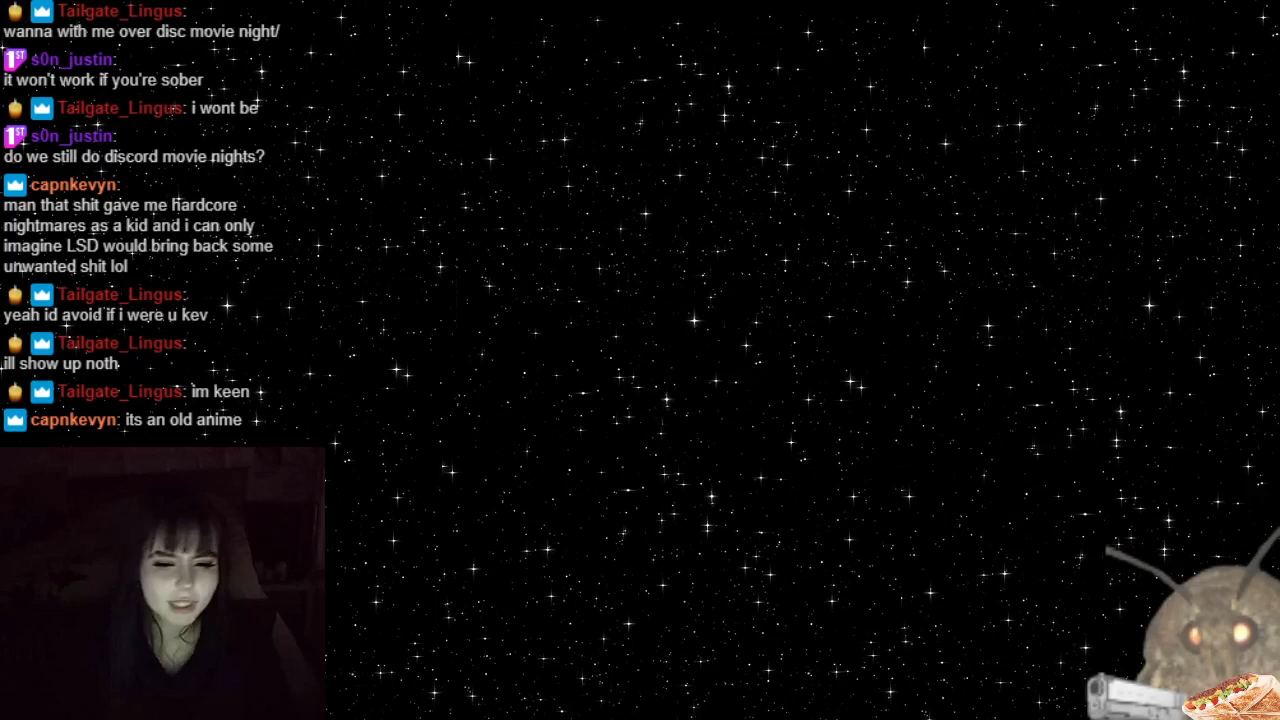 Tailgate_Lingus:
wanna with me over disc movie night/
1ST s0n_justin:
it won't work if you're sober
Tailgate_Lingus: i wont be
1ST s0n_justin:
do we still do discord movie nights?
capnkevyn:
man that shit gave me hardcore
nightmares as a kid and i can only
imagine LSD would bring back some
unwanted shit lol
Tailgate_Lingus:
yeah id avoid if i were u kev
Tailgate_Lingus:
ill show up noth
Tailgate_Lingus: im keen
capnkevyn: its an old anime